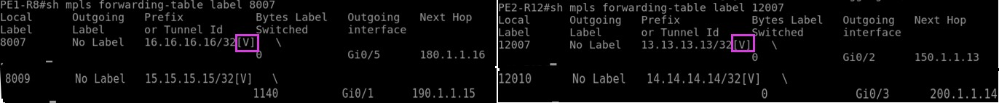 PE1-R8#sh mpls forwarding-table label 8007
Local Outgoing Prefix Bytes Label Outgoing Next Hop
Label Label or Tunnel Id Switched interface
8007 No Label 16.16.16.16/32[V] \
0 Gi0/5 180.1.1.16
8009 No Label 15.15.15.15/32[V] \
1140 Gi0/1 190.1.1.15
PE2-R12#sh mpls forwarding-table label 12007
Local Outgoing Prefix Bytes Label Outgoing Next Hop
Label Label or Tunnel Id Switched interface
12007 No Label 13.13.13.13/32[V] \
0 Gi0/2 150.1.1.13
12010 No Label 14.14.14.14/32[V] \
0 Gi0/3 200.1.1.14